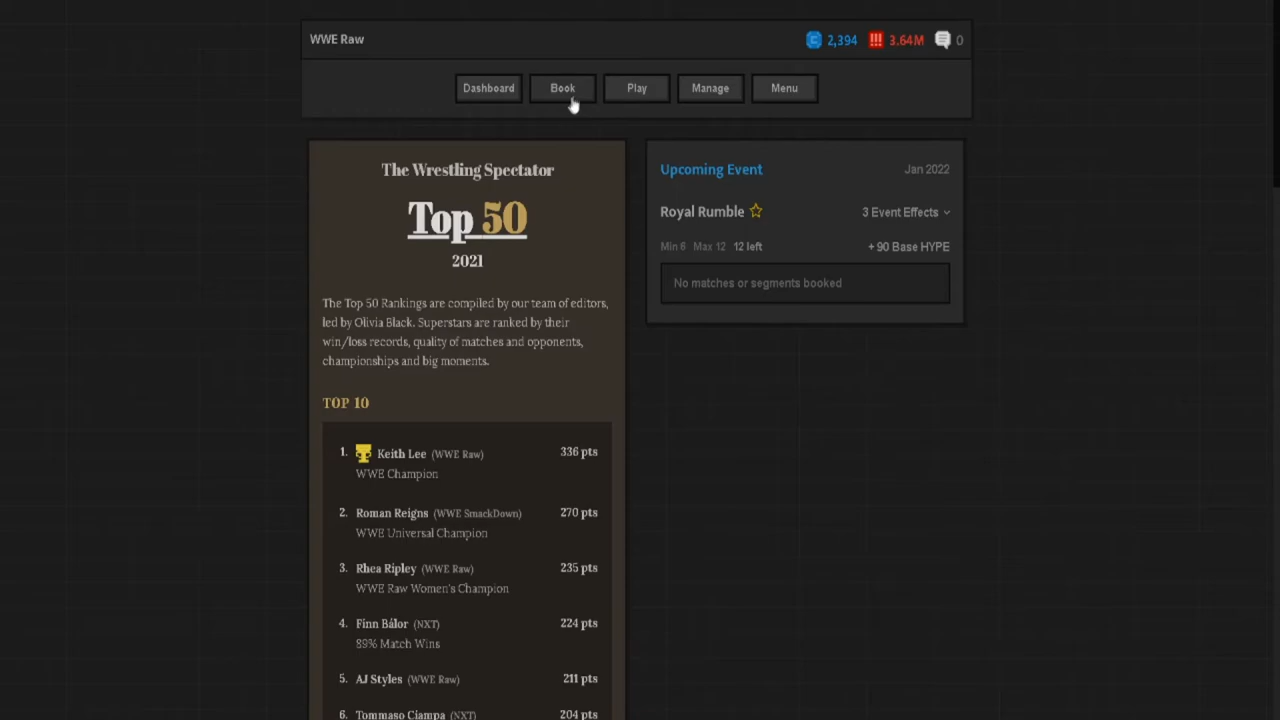 WWE Raw
2,394 3.64M 0
Dashboard Book Play Manage Menu
The Wrestling Spectator
Top 50
2021
The Top 50 Rankings are compiled by our team of editors,
led by Olivia Black. Superstars are ranked by their
win/loss records, quality of matches and opponents,
championships and big moments.
TOP 10
1. Keith Lee (WWE Raw) 336 pts
WWE Champion
2. Roman Reigns (WWE SmackDown) 270 pts
WWE Universal Champion
3. Rhea Ripley (WWE Raw) 235 pts
WWE Raw Women's Champion
4. Finn Bálor (NXT) 224 pts
89% Match Wins
5. AJ Styles (WWE Raw) 211 pts
6. Tommaso Ciampa (NXT) 204 pts
Upcoming Event Jan 2022
Royal Rumble 3 Event Effects
Min 6 Max 12 12 left + 90 Base HYPE
No matches or segments booked